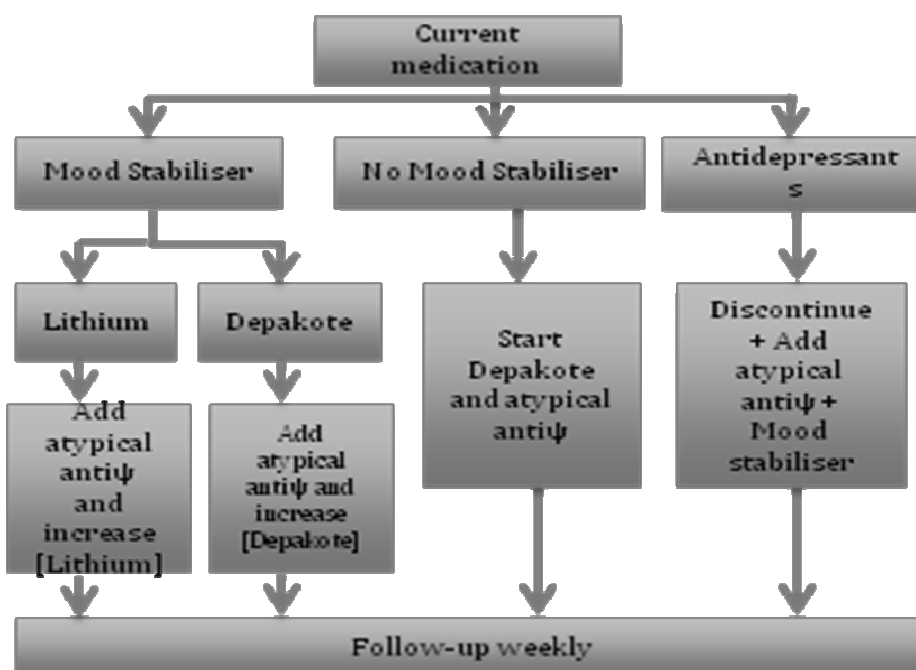 Current
medication
Mood Stabiliser
No Mood Stabiliser
Antidepressant
s
Lithium
Depakote
Start
Depakote
and atypical
antiψ
Discontinue
+ Add
atypical
antiψ +
Mood
stabiliser
Add
atypical
antiψ
and
increase
[Lithium]
Add
atypical
antiψ and
increase
[Depakote]
Follow-up weekly